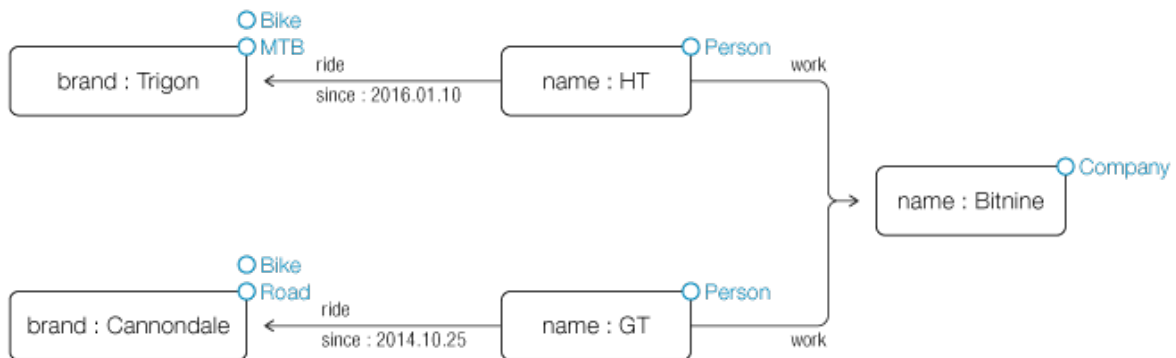 Bike
MTB
brand : Trigon
ride
since : 2016.01.10
Person
name : HT
work
Company
name : Bitnine
Bike
Road
brand : Cannondale
ride
since : 2014.10.25
Person
name : GT
work